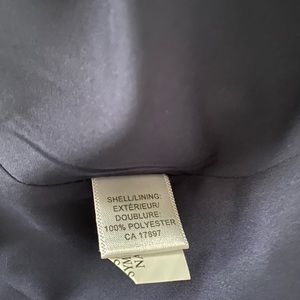 SHELL/LINING:
EXTÉRIEUR/
DOUBLURE:
100% POLYESTER
CA 17897